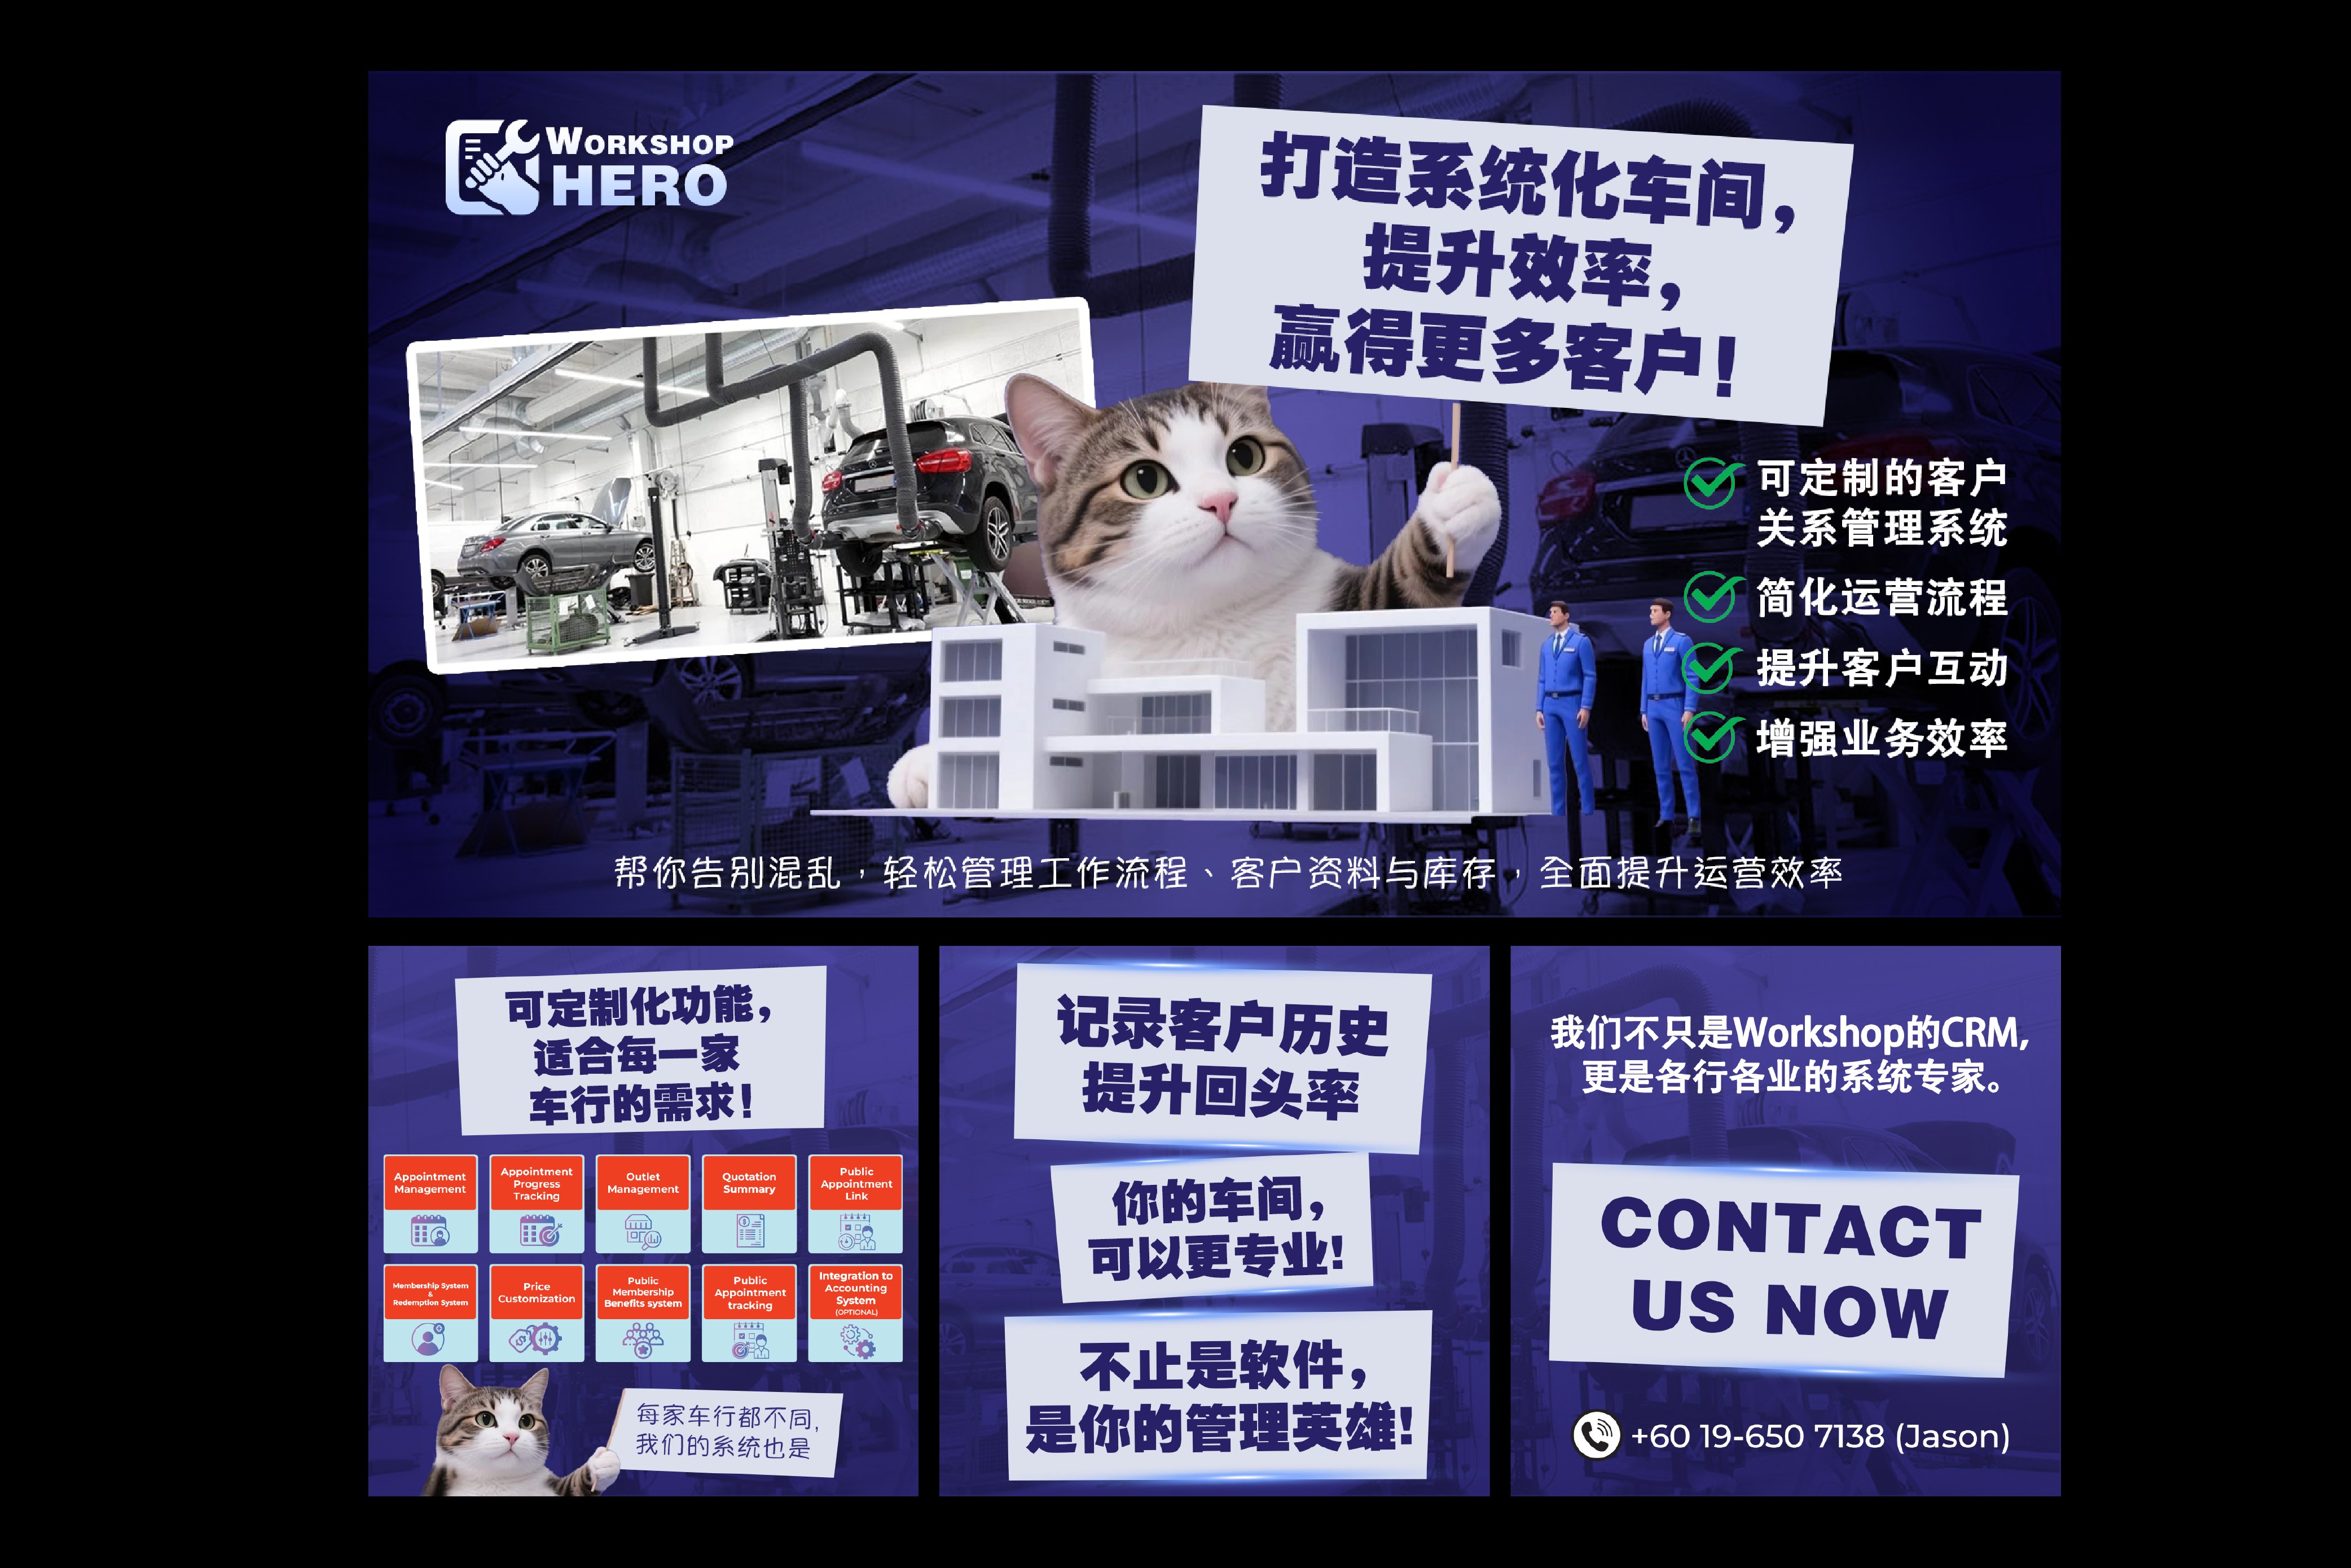 WORKSHOP
HERO
打造系统化车间，
提升效率，
赢得更多客户！
可定制的客户
关系管理系统
简化运营流程
提升客户互动
增强业务效率
帮你告别混乱，轻松管理工作流程、客户资料与库存，全面提升运营效率
可定制化功能，
适合每一家
车行的需求！
Appointment
Management
Appointment
Progress
Tracking
Outlet
Management
Quotation
Summary
Public
Appointment
Link
Membership System
&
Redemption System
Price
Customization
Public
Membership
Benefits system
Public
Appointment
tracking
Integration to
Accounting
System
(OPTIONAL)
每家车行都不同，
我们的系统也是
记录客户历史
提升回头率
你的车间，
可以更专业！
不止是软件，
是你的管理英雄！
我们不只是Workshop的CRM,
更是各行各业的系统专家。
CONTACT
US NOW
+60 19-650 7138 (Jason)